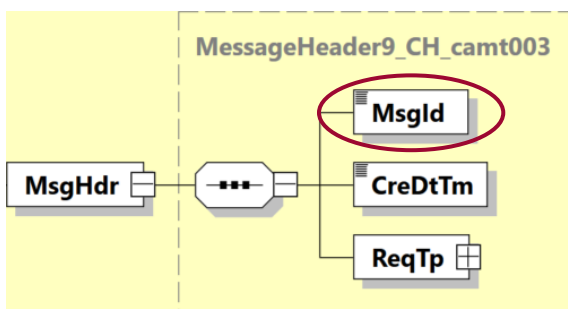 MessageHeader9_CH_camt003
MsgId
MsgHdr
CreDtTm
ReqTp